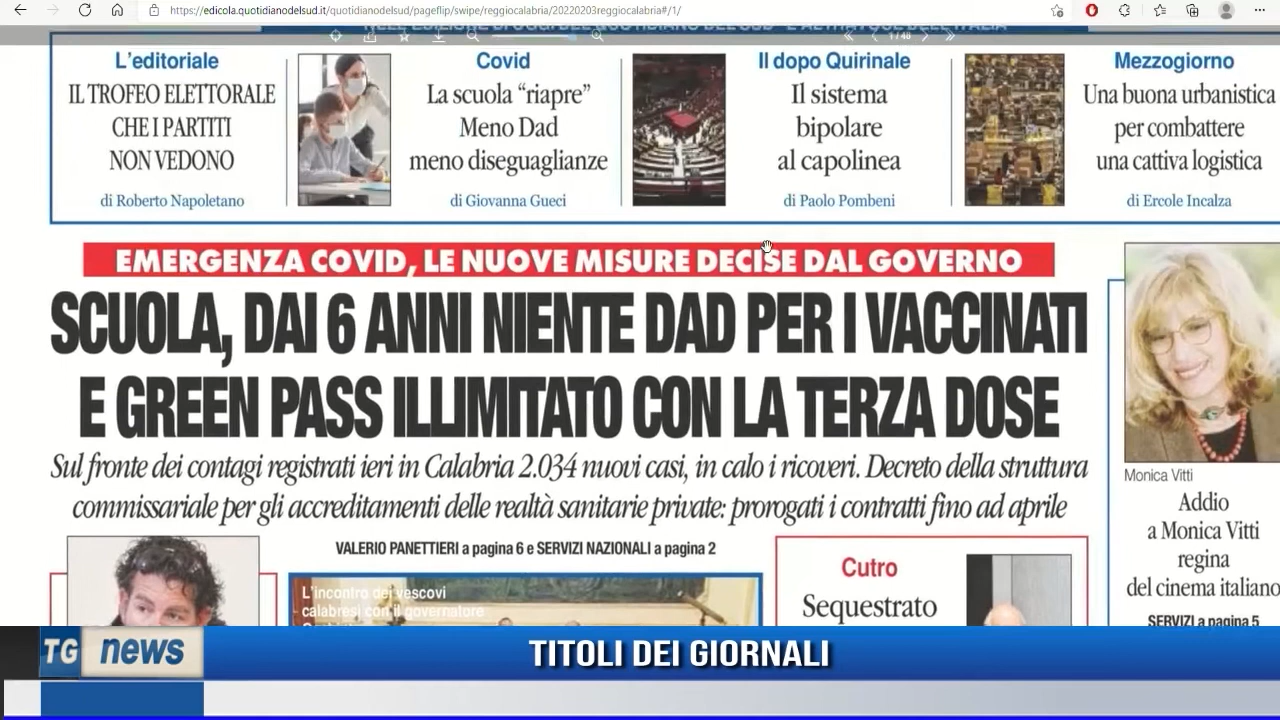 https://edicola.quotidianodelsud.it/quotidianodelsud/pageflip/swipe/reggiocalabria/20220203reggiocalabria#/1/
1 / 48
L'editoriale
IL TROFEO ELETTORALE
CHE I PARTITI
NON VEDONO
di Roberto Napoletano
Covid
La scuola “riapre”
Meno Dad
meno diseguaglianze
di Giovanna Gueci
Il dopo Quirinale
Il sistema
bipolare
al capolinea
di Paolo Pombeni
Mezzogiorno
Una buona urbanistica
per combattere
una cattiva logistica
di Ercole Incalza
EMERGENZA COVID, LE NUOVE MISURE DECISE DAL GOVERNO
SCUOLA, DAI 6 ANNI NIENTE DAD PER I VACCINATI
E GREEN PASS ILLIMITATO CON LA TERZA DOSE
Sul fronte dei contagi registrati ieri in Calabria 2.034 nuovi casi, in calo i ricoveri. Decreto della struttura
commissariale per gli accreditamenti delle realtà sanitarie private: prorogati i contratti fino ad aprile
VALERIO PANETTIERI a pagina 6 e SERVIZI NAZIONALI a pagina 2
Monica Vitti
Addio
a Monica Vitti
regina
del cinema italiano
SERVIZI a pagina 5
L'incontro dei vescovi
calabresi con il governatore
Cutro
Sequestrato
TG news
TITOLI DEI GIORNALI